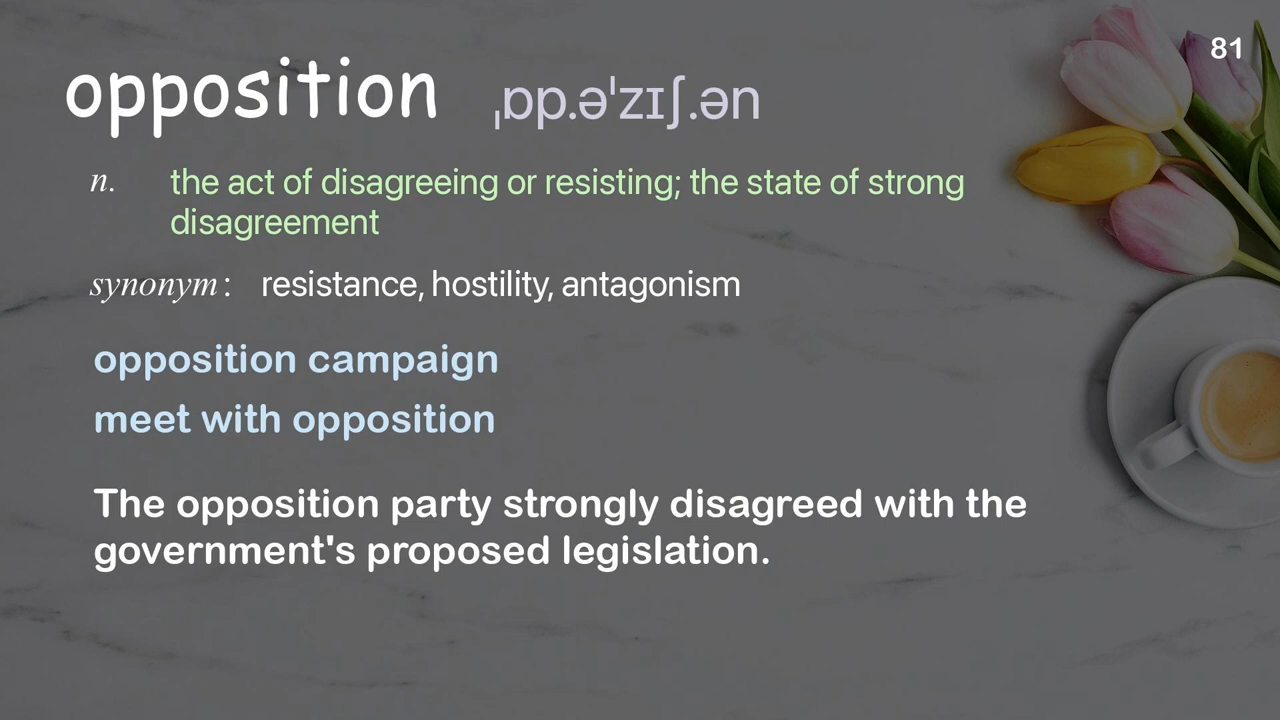 81
opposition ˌɒp.əˈzɪʃ.ən
n. the act of disagreeing or resisting; the state of strong
disagreement
synonym: resistance, hostility, antagonism
opposition campaign
meet with opposition
The opposition party strongly disagreed with the
government's proposed legislation.